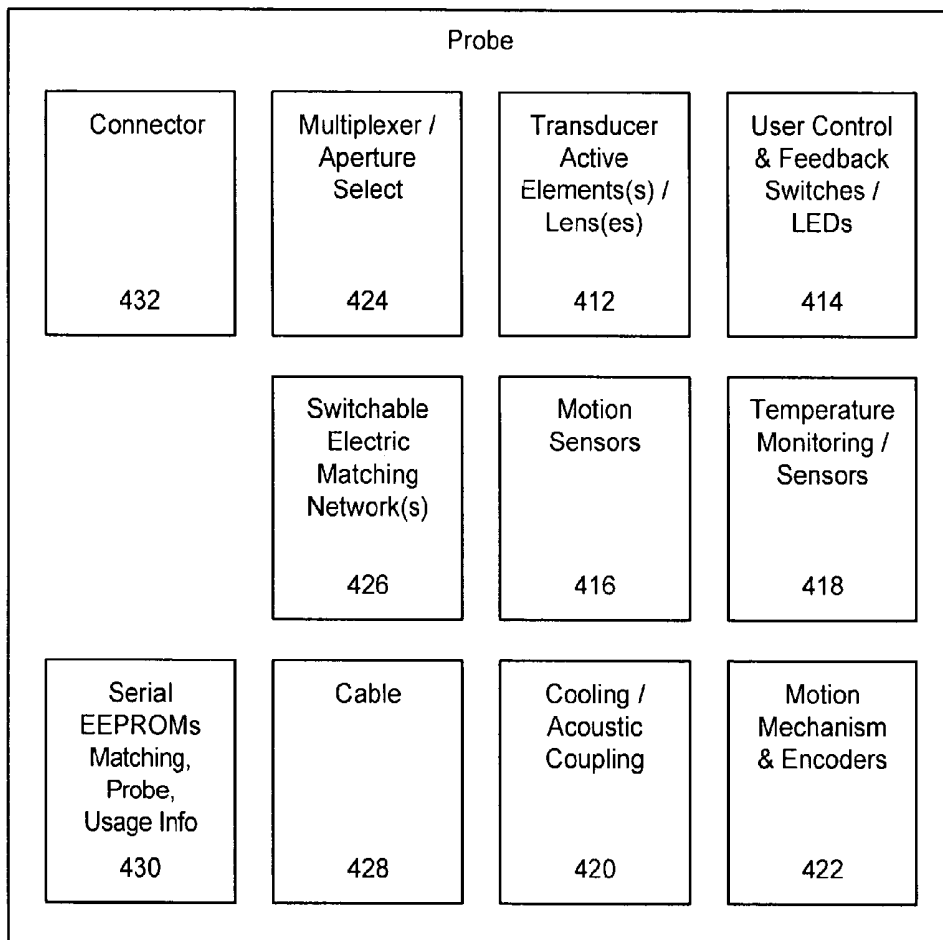 Probe
Connector
432
Multiplexer /
Aperture
Select
424
Transducer
Active
Elements(s) /
Lens(es)
412
User Control
& Feedback
Switches /
LEDs
414
Switchable
Electric
Matching
Network(s)
426
Motion
Sensors
416
Temperature
Monitoring /
Sensors
418
Serial
EEPROMs
Matching,
Probe,
Usage Info
430
Cable
428
Cooling /
Acoustic
Coupling
420
Motion
Mechanism
& Encoders
422